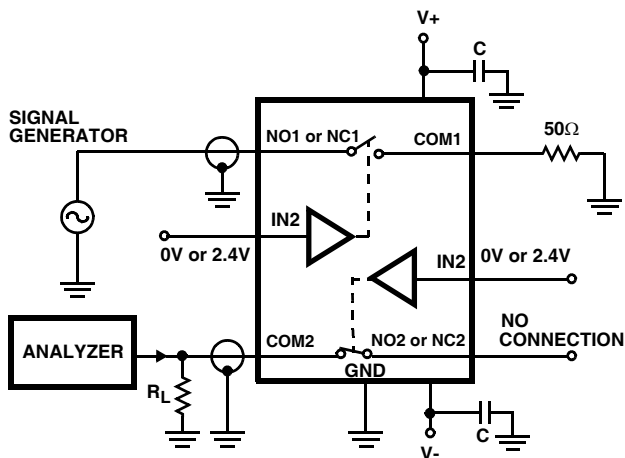 V+
C
SIGNAL
GENERATOR
NO1 or NC1
COM1
50Ω
IN2
0V or 2.4V
IN2
0V or 2.4V
ANALYZER
COM2
NO2 or NC2
NO
CONNECTION
GND
RL
C
V-